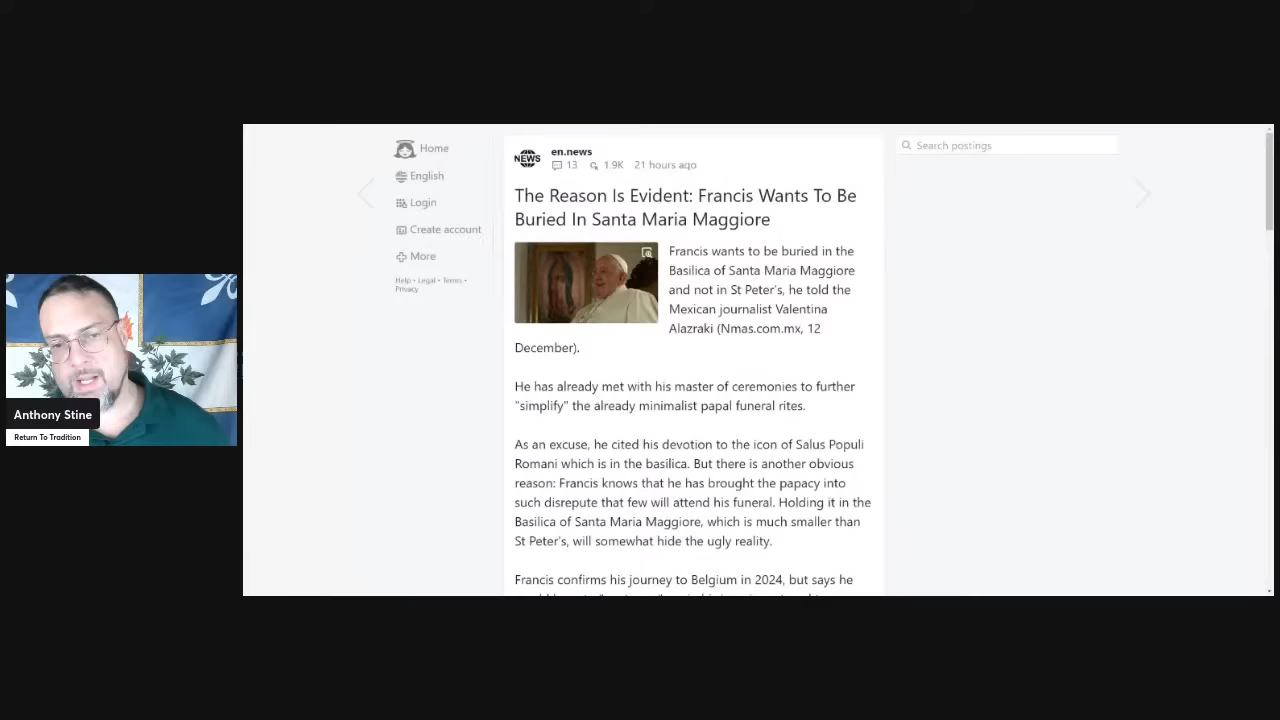 Home
English
Login
Create account
More
Help • Legal • Terms •
Privacy
NEWS
en.news
13 1.9K 21 hours ago
The Reason Is Evident: Francis Wants To Be
Buried In Santa Maria Maggiore
Francis wants to be buried in the
Basilica of Santa Maria Maggiore
and not in St Peter's, he told the
Mexican journalist Valentina
Alazraki (Nmas.com.mx, 12
December).
He has already met with his master of ceremonies to further
"simplify" the already minimalist papal funeral rites.
As an excuse, he cited his devotion to the icon of Salus Populi
Romani which is in the basilica. But there is another obvious
reason: Francis knows that he has brought the papacy into
such disrepute that few will attend his funeral. Holding it in the
Basilica of Santa Maria Maggiore, which is much smaller than
St Peter's, will somewhat hide the ugly reality.
Francis confirms his journey to Belgium in 2024, but says he
Search postings
Anthony Stine
Return To Tradition